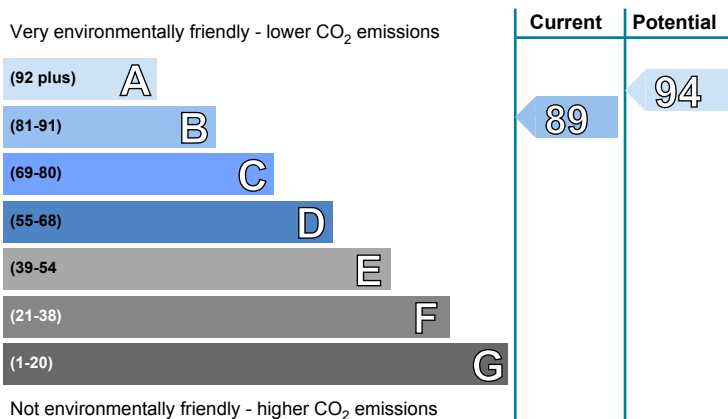 Current Potential
Very environmentally friendly - lower CO2 emissions
(92 plus) A
94
(81-91) B
89
(69-80) C
(55-68) D
(39-54 E
(21-38) F
(1-20) G
Not environmentally friendly - higher CO2 emissions